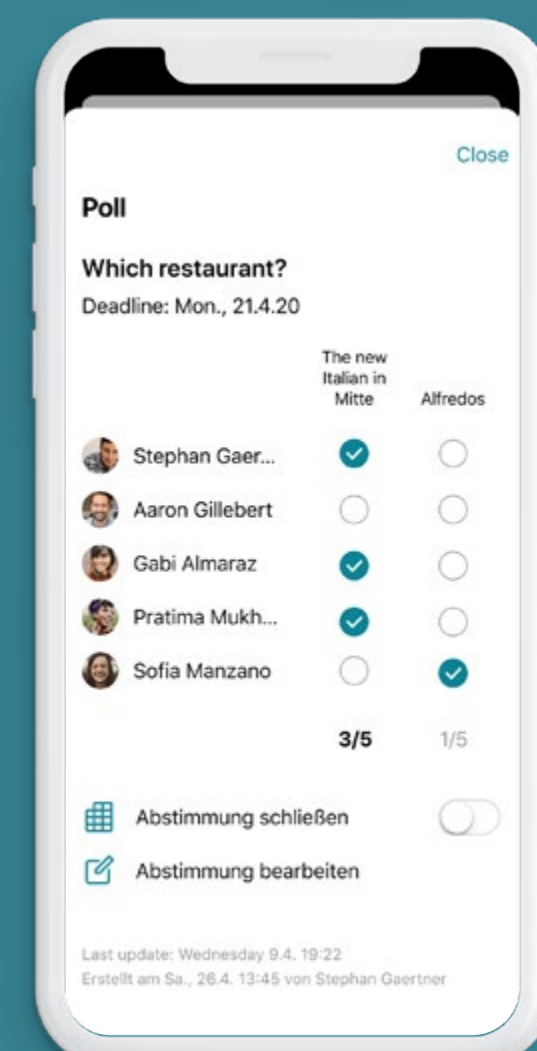 Close
Poll
Which restaurant?
Deadline: Mon., 21.4.20
The new
Italian in
Mitte
Alfredos
Stephan Gaer...
Aaron Gillebert
Gabi Almaraz
Pratima Mukh...
Sofia Manzano
3/5 1/5
Abstimmung schließen
Abstimmung bearbeiten
Last update: Wednesday 9.4. 19:22
Erstellt am Sa., 26.4. 13:45 von Stephan Gaertner